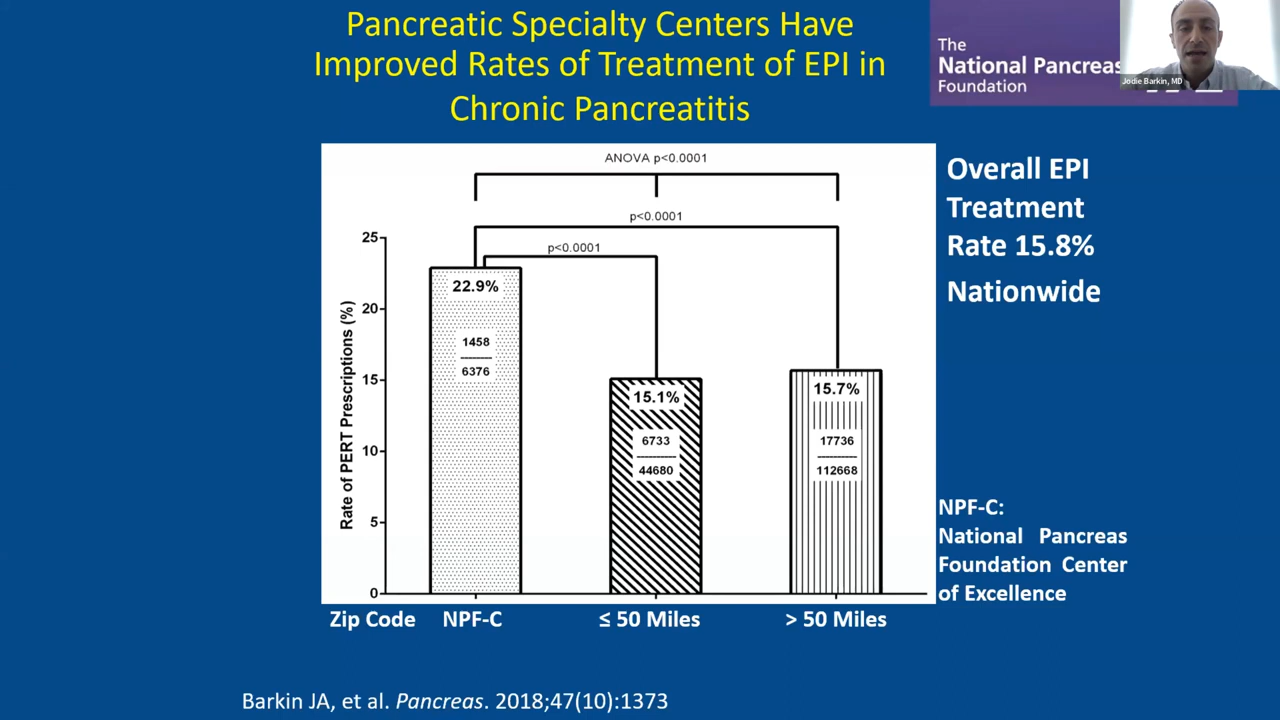 Pancreatic Specialty Centers Have
Improved Rates of Treatment of EPI in
Chronic Pancreatitis
The
National Pancreas
Foundation
Jodie Barkin, MD
ANOVA p<0.0001
p<0.0001
p<0.0001
Rate of PERT Prescriptions (%)
25
20
15
10
5
0
22.9%
1458
6376
15.1%
6733
44680
15.7%
17736
112668
Zip Code NPF-C ≤ 50 Miles > 50 Miles
Overall EPI
Treatment
Rate 15.8%
Nationwide
NPF-C:
National Pancreas
Foundation Center
of Excellence
Barkin JA, et al. Pancreas. 2018;47(10):1373